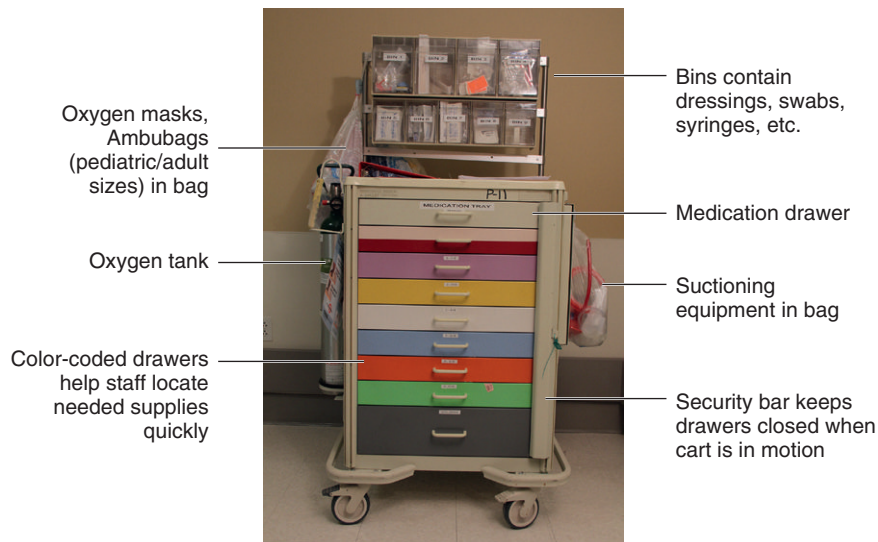 Oxygen masks,
Ambubags
(pediatric/adult
sizes) in bag
Oxygen tank
Color-coded drawers
help staff locate
needed supplies
quickly
P-11
MEDICATION TRAY
Bins contain
dressings, swabs,
syringes, etc.
Medication drawer
Suctioning
equipment in bag
Security bar keeps
drawers closed when
cart is in motion